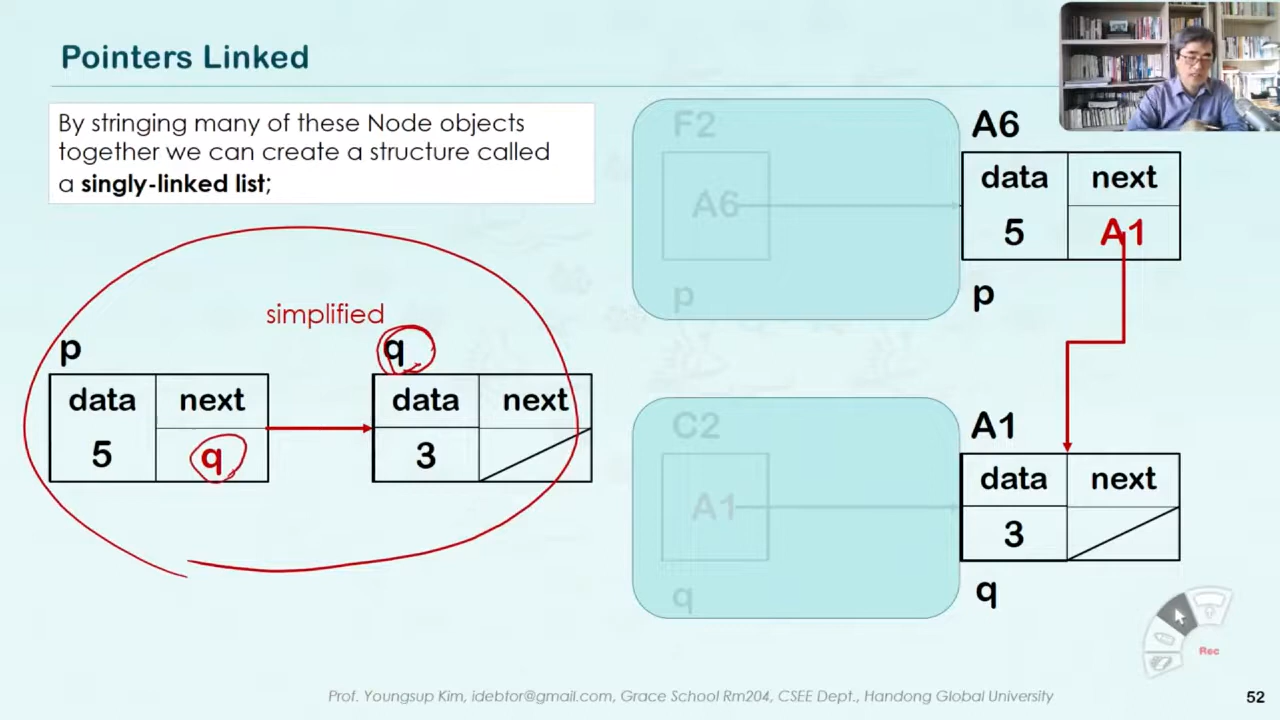 Pointers Linked
By stringing many of these Node objects
together we can create a structure called
a singly-linked list;
simplified
p
q
data next
5 q
data next
3
F2
A6
p
A6
data next
5 A1
p
C2
A1
q
A1
data next
3
q
Rec
Prof. Youngsup Kim, idebtor@gmail.com, Grace School Rm204, CSEE Dept., Handong Global University
52